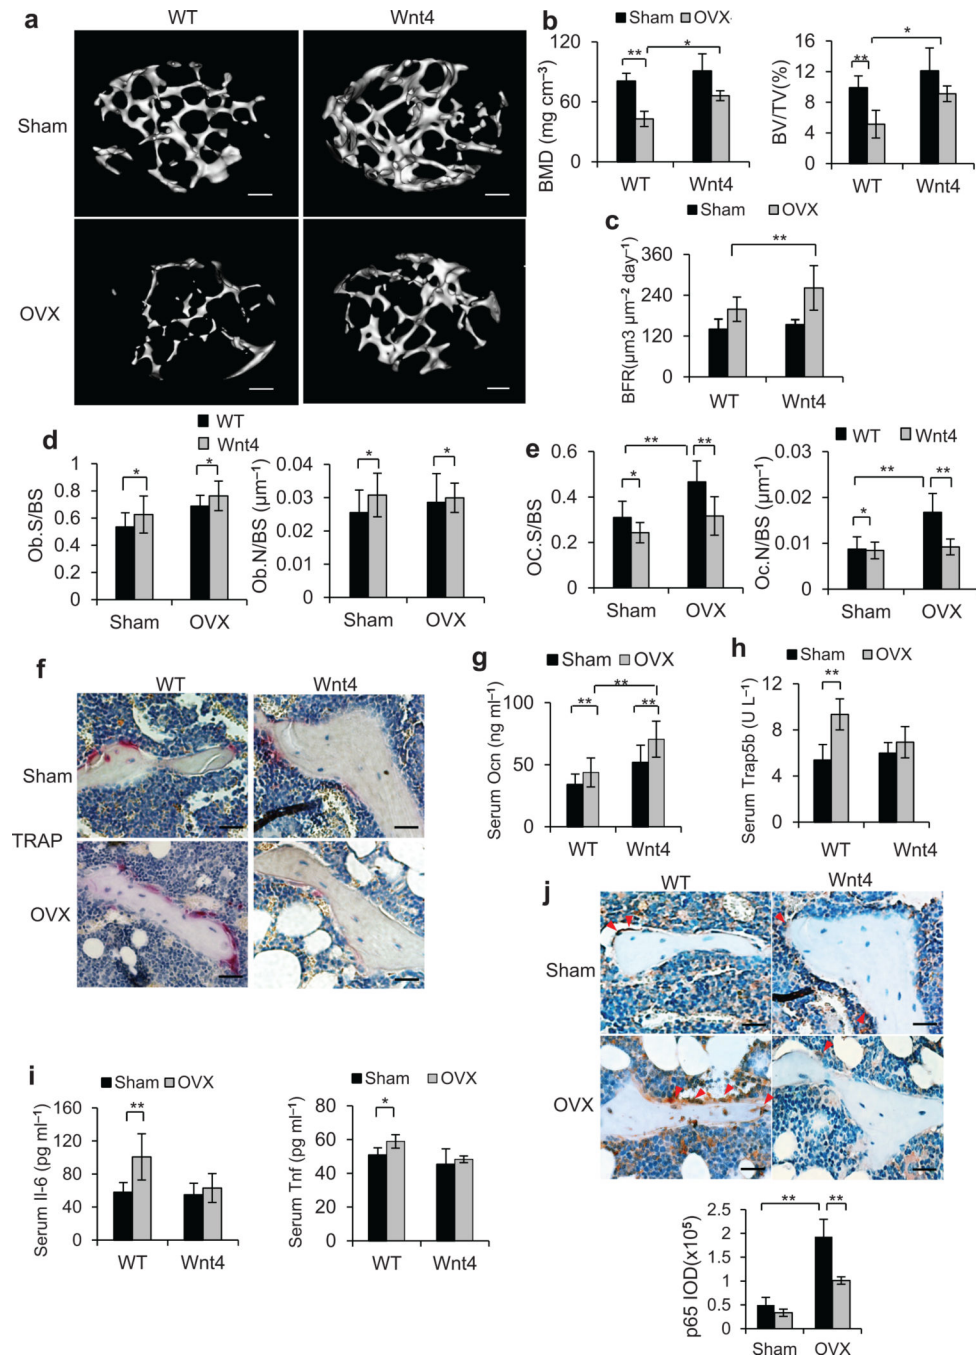 a
WT
Wnt4
Sham
OVX
b
Sham OVX
BMD (mg cm⁻³)
120
90
60
30
0
**
*
WT
Wnt4
BV/TV(%)
16
12
8
4
0
**
*
WT
Wnt4
Sham OVX
c
BFR(µm3 µm⁻² day⁻¹)
360
240
120
0
**
WT
Wnt4
d
WT
Wnt4
Ob.S/BS
1
0.8
0.6
0.4
0.2
0
*
*
Sham
OVX
Ob.N/BS (µm⁻¹)
0.04
0.03
0.02
0.01
0
*
*
Sham
OVX
e
WT Wnt4
OC.S/BS
0.6
0.4
0.2
0
**
*
**
Sham
OVX
Oc.N/BS (µm⁻¹)
0.02
0.01
0
**
*
**
Sham
OVX
f
WT
Wnt4
Sham
TRAP
OVX
g
Sham OVX
Serum Ocn (ng ml⁻¹)
100
50
0
**
**
**
WT
Wnt4
h
Sham OVX
Serum Trap5b (U L⁻¹)
12
8
4
0
**
WT
Wnt4
i
Sham OVX
Serum Il-6 (pg ml⁻¹)
160
120
80
40
0
**
WT
Wnt4
Sham OVX
Serum Tnf (pg ml⁻¹)
80
60
40
20
0
*
WT
Wnt4
j
WT
Wnt4
Sham
OVX
p65 IOD(x10⁵)
2.5
2
1.5
1
0.5
0
**
**
Sham
OVX